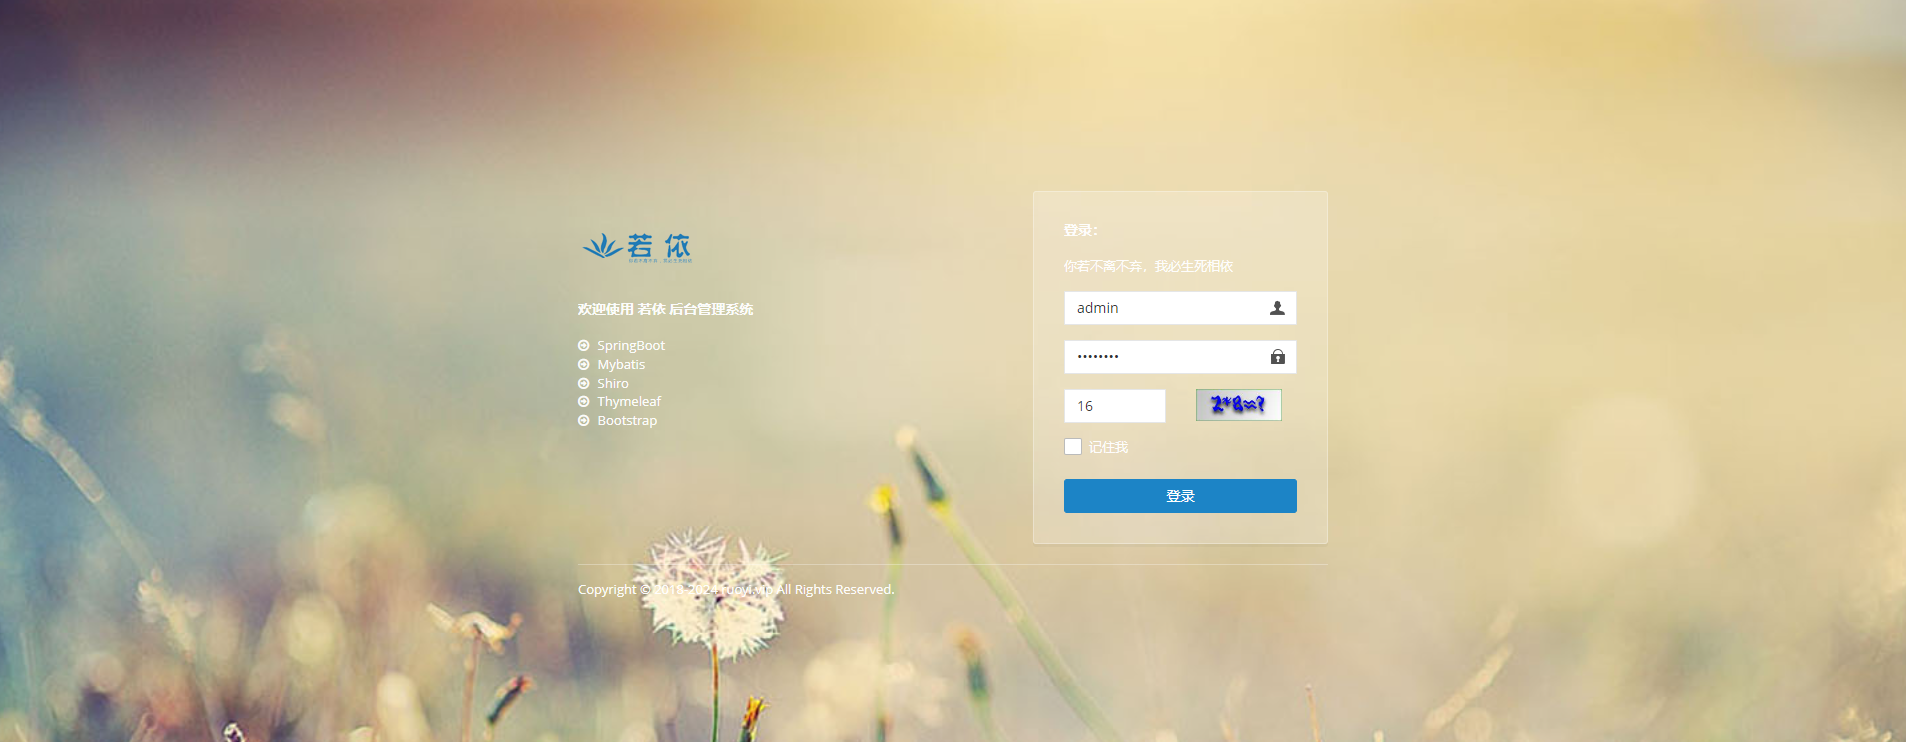 若依
欢迎使用 若依 后台管理系统
SpringBoot
Mybatis
Shiro
Thymeleaf
Bootstrap
登录：
你若不离不弃，我必生死相依
admin
••••••••
16
2*8=?
记住我
登录
Copyright © 2018-2024 ruoyi.vip All Rights Reserved.